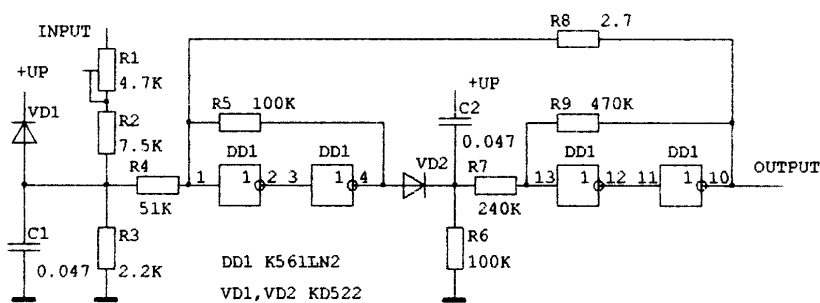 R8 2.7
INPUT
+UP
R1
4.7K
+UP
VD1
R5 100K
C2
R9 470K
R2
7.5K
0.047
R4
DD1
DD1
VD2
R7
DD1
DD1
OUTPUT
1
1
2
3
1
4
13
1
12
11
1
10
51K
240K
C1
R3
R6
0.047
2.2K
DD1 K561LN2
100K
VD1,VD2 KD522